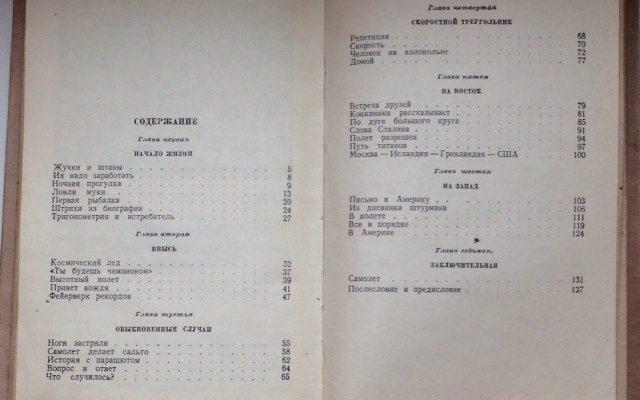 СОДЕРЖАНИЕ
Глава первая
НАЧАЛО ЖИЗНИ
Жучки и штаны . . . . . . . . . . 5
Их надо заработать . . . . . . . . . . 8
Ночная прогулка . . . . . . . . . . 9
Ловля муки . . . . . . . . . . 13
Первая рыбалка . . . . . . . . . . 20
Штрихи из биографии . . . . . . . . . . 24
Тригонометрия и истребитель . . . . . . . . . . 27
Глава вторая
ВВЫСЬ
Космический лед . . . . . . . . . . 32
«Ты будешь чемпионом» . . . . . . . . . . 37
Высотный полет . . . . . . . . . . 39
Привет вождя . . . . . . . . . . 41
Фейерверк рекордов . . . . . . . . . . 47
Глава третья
ОБЫКНОВЕННЫЕ СЛУЧАИ
Ноги застряли . . . . . . . . . . 55
Самолет делает сальто . . . . . . . . . . 58
История с парашютом . . . . . . . . . . 62
Вопрос и ответ . . . . . . . . . . 64
Что случилось? . . . . . . . . . . 65
Глава четвертая
СКОРОСТНОЙ ТРЕУГОЛЬНИК
Репетиция . . . . . . . . . . 68
Скорость . . . . . . . . . . 70
Человек на колокольне . . . . . . . . . . 72
Домой . . . . . . . . . . 77
Глава пятая
НА ВОСТОК
Встреча друзей . . . . . . . . . . 79
Коккинаки рассказывает . . . . . . . . . . 81
По дуге большого круга . . . . . . . . . . 85
Слова Сталина . . . . . . . . . . 91
Полет разрешен . . . . . . . . . . 94
Путь титанов . . . . . . . . . . 97
Москва — Исландия — Гренландия — США . . . . 100
Глава шестая
НА ЗАПАД
Письмо в Америку . . . . . . . . . . 103
Из дневника штурмана . . . . . . . . . . 106
В полете . . . . . . . . . . 111
Все в порядке . . . . . . . . . . 119
В Америке . . . . . . . . . . 124
Глава седьмая,
ЗАКЛЮЧИТЕЛЬНАЯ
Самолет . . . . . . . . . . 131
Послесловие и предисловие . . . . . . . . . . 137